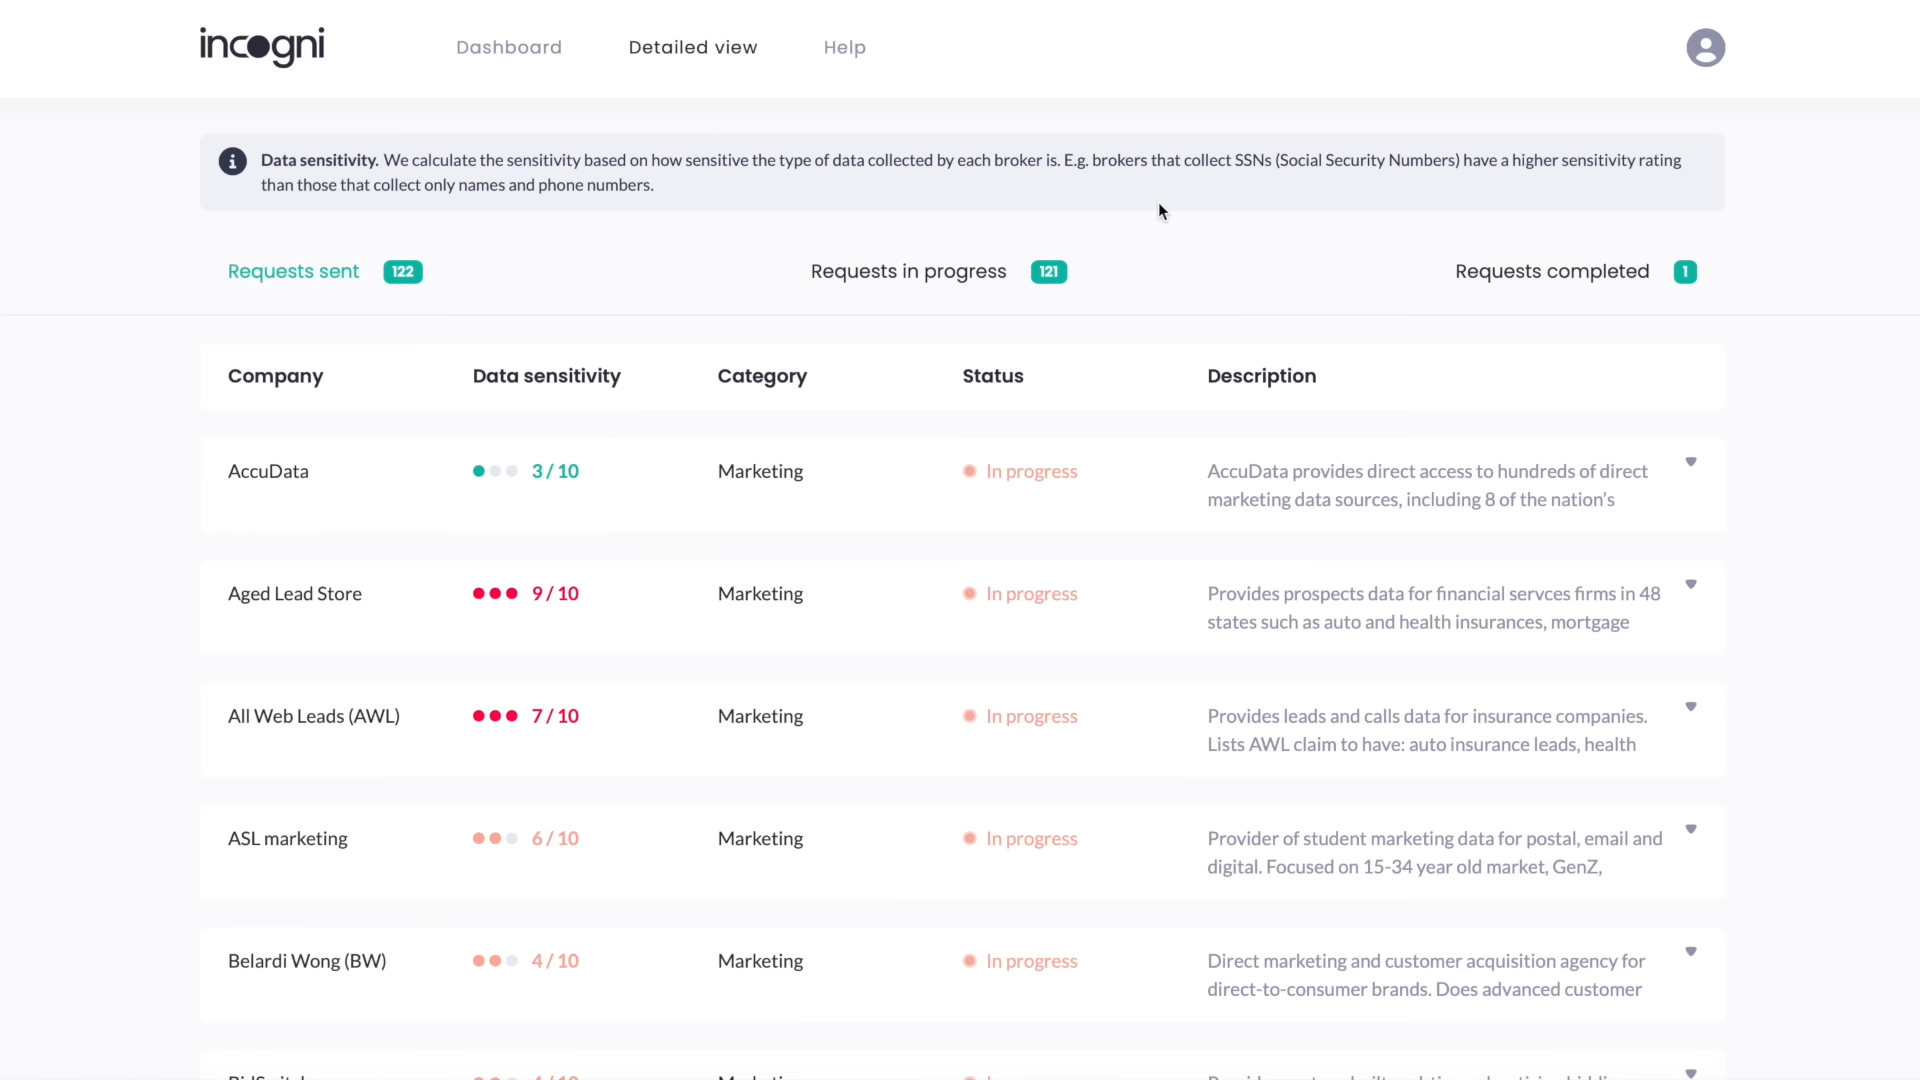 incogni
Dashboard
Detailed view
Help
Data sensitivity. We calculate the sensitivity based on how sensitive the type of data collected by each broker is. E.g. brokers that collect SSNs (Social Security Numbers) have a higher sensitivity rating
than those that collect only names and phone numbers.
Requests sent 122
Requests in progress 121
Requests completed 1
Company Data sensitivity Category Status Description
AccuData 3 / 10 Marketing In progress AccuData provides direct access to hundreds of direct
marketing data sources, including 8 of the nation's
Aged Lead Store 9 / 10 Marketing In progress Provides prospects data for financial servces firms in 48
states such as auto and health insurances, mortgage
All Web Leads (AWL) 7 / 10 Marketing In progress Provides leads and calls data for insurance companies.
Lists AWL claim to have: auto insurance leads, health
ASL marketing 6 / 10 Marketing In progress Provider of student marketing data for postal, email and
digital. Focused on 15-34 year old market, GenZ,
Belardi Wong (BW) 4 / 10 Marketing In progress Direct marketing and customer acquisition agency for
direct-to-consumer brands. Does advanced customer